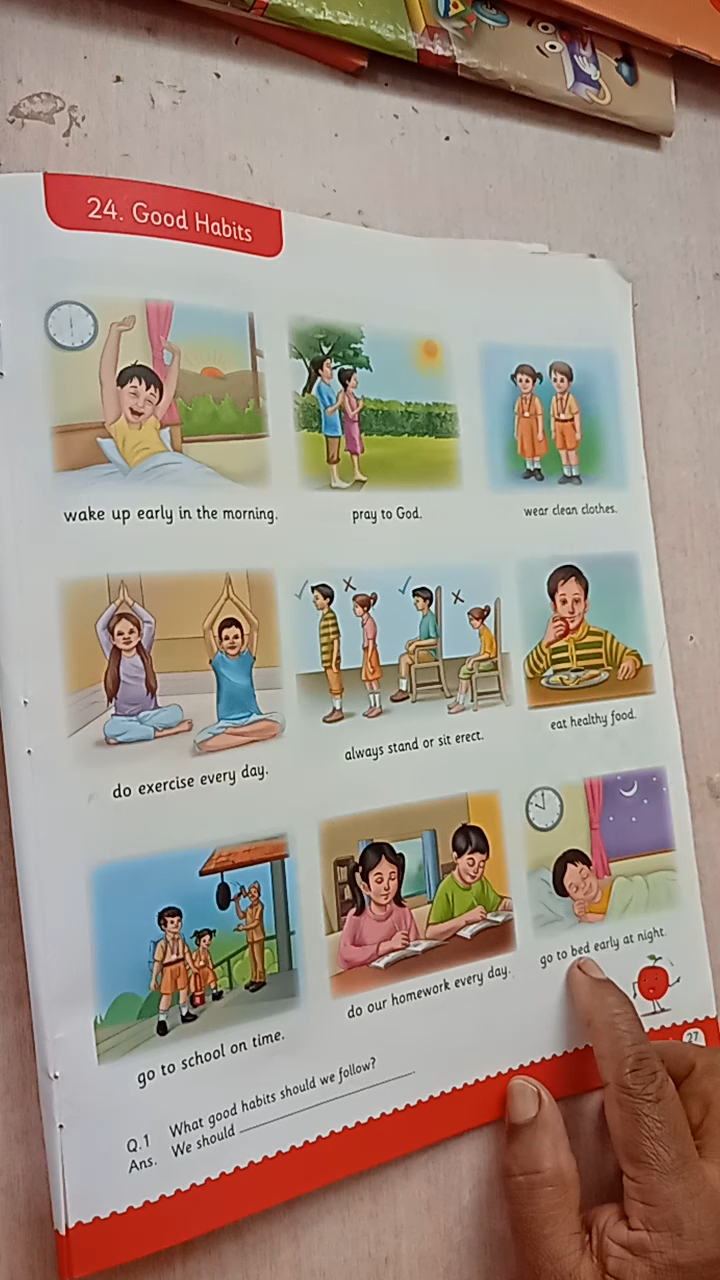 24. Good Habits
wake up early in the morning.
pray to God.
wear clean clothes.
do exercise every day.
always stand or sit erect.
eat healthy food.
go to school on time.
do our homework every day.
go to bed early at night.
Q.1 What good habits should we follow?
Ans. We should ____________.
27